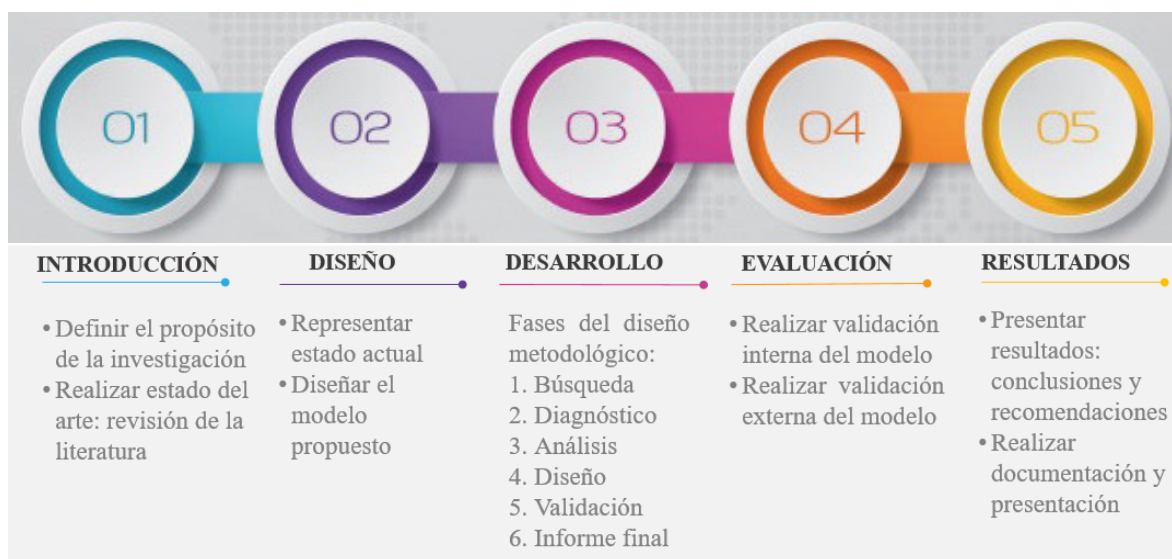 01
02
03
04
05
INTRODUCCIÓN
• Definir el propósito
de la investigación
• Realizar estado del
arte: revisión de la
literatura
DISEÑO
• Representar
estado actual
• Diseñar el
modelo
propuesto
DESARROLLO
Fases del diseño
metodológico:
1. Búsqueda
2. Diagnóstico
3. Análisis
4. Diseño
5. Validación
6. Informe final
EVALUACIÓN
• Realizar validación
interna del modelo
• Realizar validación
externa del modelo
RESULTADOS
• Presentar
resultados:
conclusiones y
recomendaciones
• Realizar
documentación y
presentación